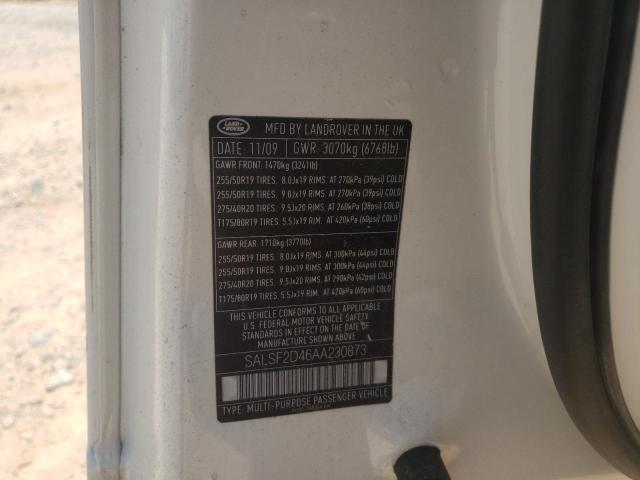 LAND ROVER
MFD BY LANDROVER IN THE UK
DATE 11/09 GWR: 3070kg (6768lb)
GAWR FRONT: 1470kg (3241lb)
255/50R19 TIRES. 8.0Jx19 RIMS. AT 270kPa (39psi) COLD
255/50R19 TIRES. 9.0Jx19 RIMS. AT 270kPa (39psi) COLD
275/40R20 TIRES. 9.5Jx20 RIMS. AT 260kPa (38psi) COLD
T175/80R19 TIRES. 5.5Jx19 RIM. AT 420kPa (60psi) COLD
GAWR REAR: 1710kg (3770lb)
255/50R19 TIRES. 8.0Jx19 RIMS. AT 300kPa (44psi) COLD
255/50R19 TIRES. 9.0Jx19 RIMS. AT 300kPa (44psi) COLD
275/40R20 TIRES. 9.5Jx20 RIMS. AT 290kPa (42psi) COLD
T175/80R19 TIRES. 5.5Jx19 RIM. AT 420kPa (60psi) COLD
THIS VEHICLE CONFORMS TO ALL APPLICABLE
U.S. FEDERAL MOTOR VEHICLE SAFETY
STANDARDS IN EFFECT ON THE DATE OF
MANUFACTURE SHOWN ABOVE
SALSF2D46AA230873
TYPE: MULTI-PURPOSE PASSENGER VEHICLE